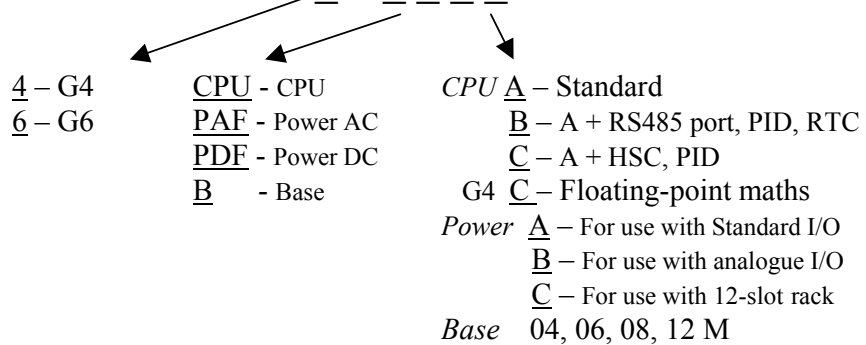 4 – G4 CPU - CPU CPU A – Standard
6 – G6 PAF - Power AC B – A + RS485 port, PID, RTC
PDF - Power DC C – A + HSC, PID
B - Base G4 C – Floating-point maths
Power A – For use with Standard I/O
B – For use with analogue I/O
C – For use with 12-slot rack
Base 04, 06, 08, 12 M